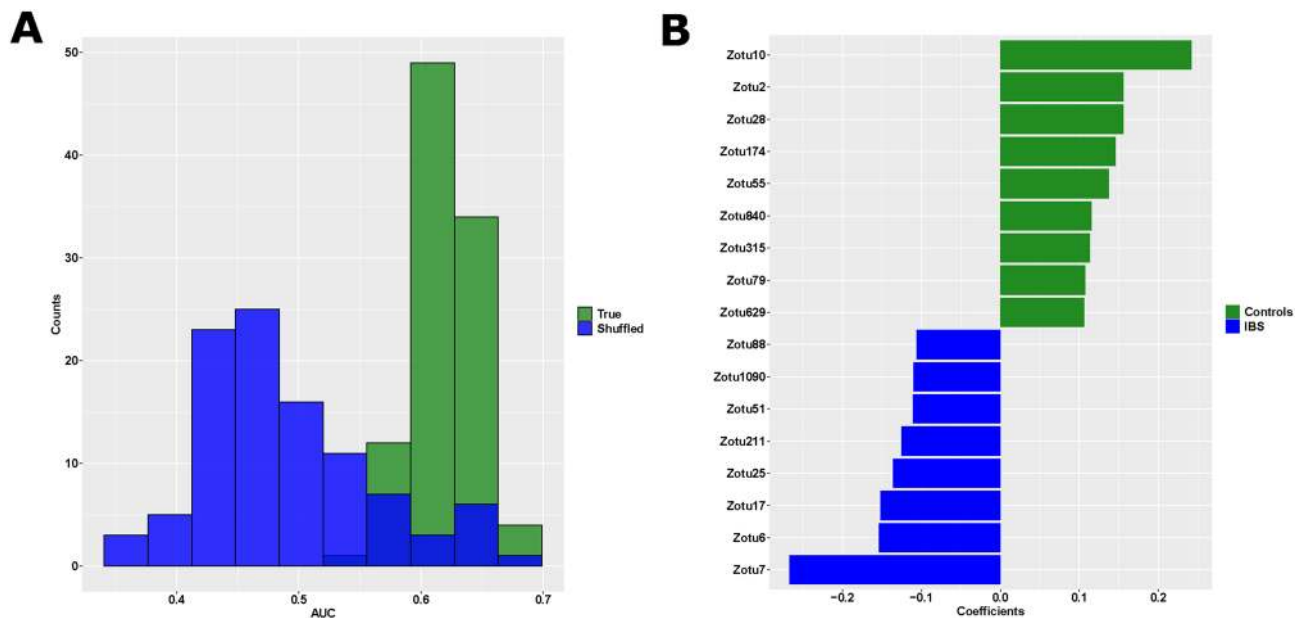 A
50
40
30
20
10
0
Counts
0.4
0.5
0.6
0.7
AUC
True
Shuffled
B
Zotu10
Zotu2
Zotu28
Zotu174
Zotu55
Zotu840
Zotu315
Zotu79
Zotu629
Zotu88
Zotu1090
Zotu51
Zotu211
Zotu25
Zotu17
Zotu6
Zotu7
−0.2
−0.1
0.0
0.1
0.2
Coefficients
Controls
IBS